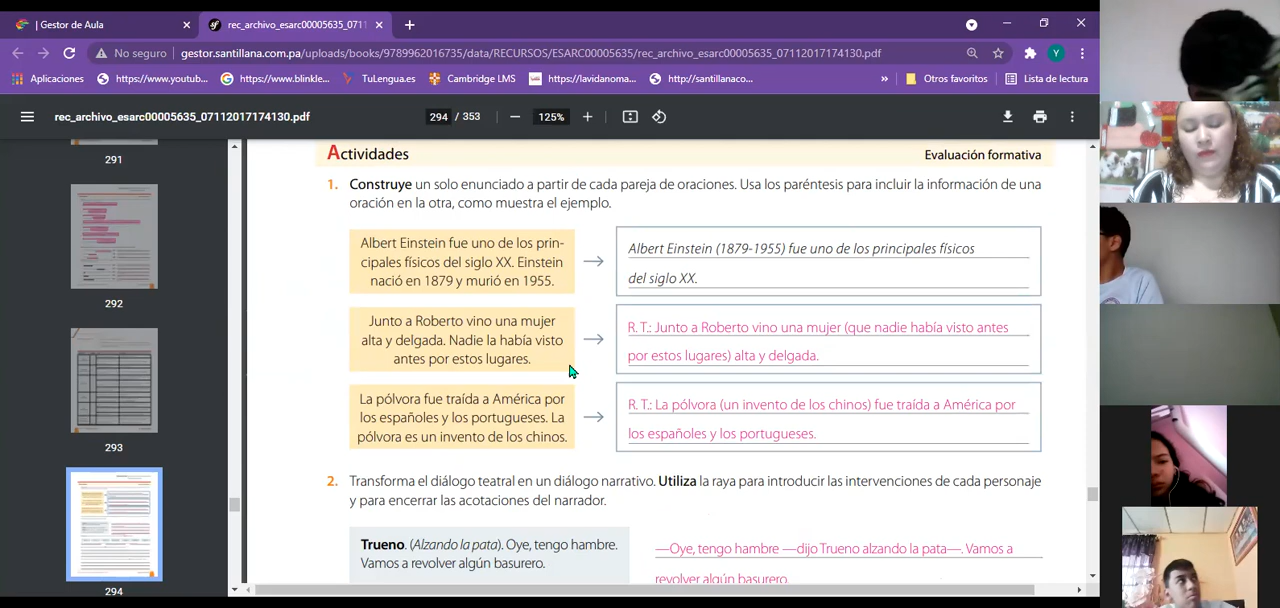 | Gestor de Aula
rec_archivo_esarc00005635_0711
No seguro
gestor.santillana.com.pa/uploads/books/9789962016735/data/RECURSOS/ESARC00005635/rec_archivo_esarc00005635_07112017174130.pdf
Y
Aplicaciones
https://www.youtub...
https://www.blinkle...
TuLengua.es
Cambridge LMS
https://lavidanoma...
http://santillanaco...
»
Otros favoritos
Lista de lectura
rec_archivo_esarc00005635_07112017174130.pdf
294 / 353
125%
291
292
293
294
Actividades
Evaluación formativa
1. Construye un solo enunciado a partir de cada pareja de oraciones. Usa los paréntesis para incluir la información de una
oración en la otra, como muestra el ejemplo.
Albert Einstein fue uno de los prin-
cipales físicos del siglo XX. Einstein
nació en 1879 y murió en 1955.
Albert Einstein (1879-1955) fue uno de los principales físicos
del siglo XX.
Junto a Roberto vino una mujer
alta y delgada. Nadie la había visto
antes por estos lugares.
R. T.: Junto a Roberto vino una mujer (que nadie había visto antes
por estos lugares) alta y delgada.
La pólvora fue traída a América por
los españoles y los portugueses. La
pólvora es un invento de los chinos.
R. T.: La pólvora (un invento de los chinos) fue traída a América por
los españoles y los portugueses.
2. Transforma el diálogo teatral en un diálogo narrativo. Utiliza la raya para introducir las intervenciones de cada personaje
y para encerrar las acotaciones del narrador.
Trueno: (Alzando la pata). Oye, tengo hambre.
Vamos a revolver algún basurero.
—Oye, tengo hambre —dijo Trueno alzando la pata—. Vamos a
revolver algún basurero.